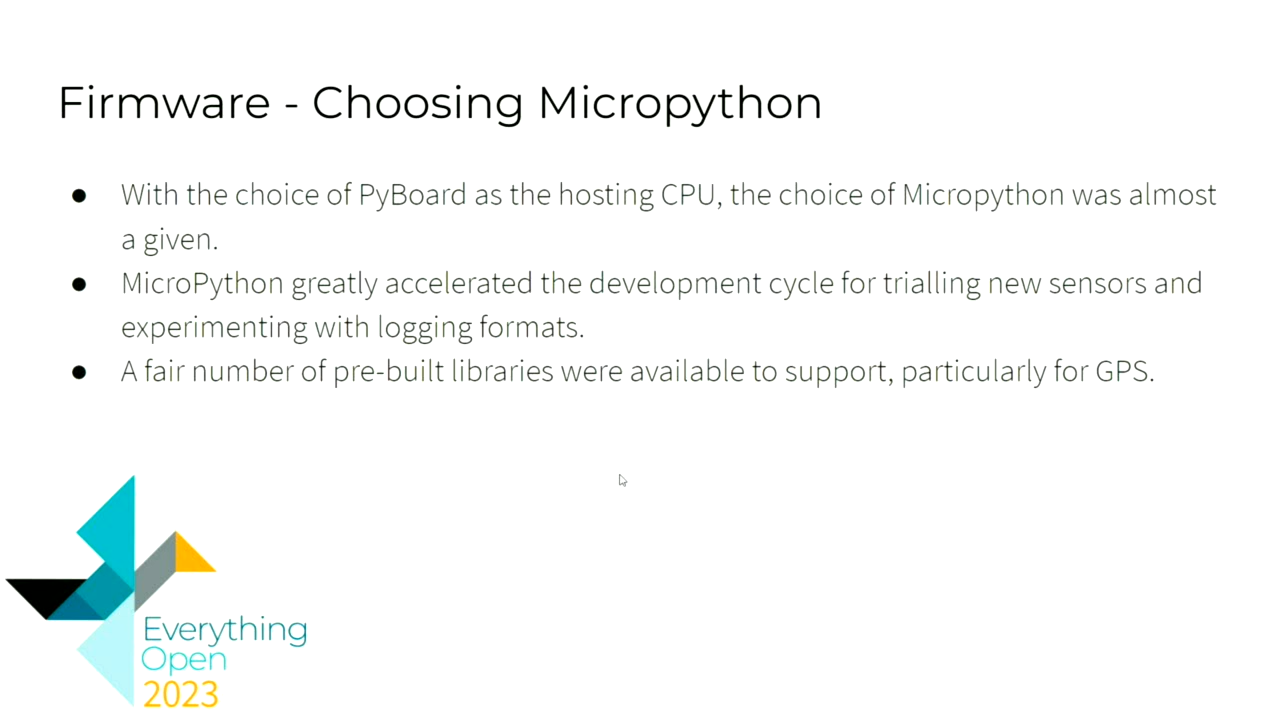 Firmware - Choosing Micropython
● With the choice of PyBoard as the hosting CPU, the choice of Micropython was almost
a given.
● MicroPython greatly accelerated the development cycle for trialling new sensors and
experimenting with logging formats.
● A fair number of pre-built libraries were available to support, particularly for GPS.
Everything
Open
2023